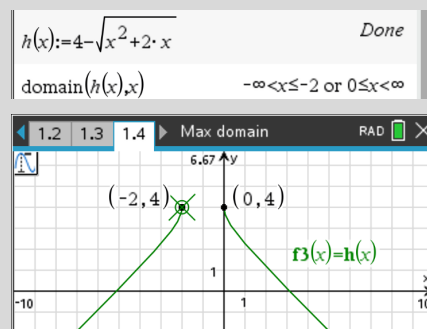 h(x):=4-√x²+2·x Done
domain(h(x),x) -∞<x≤-2 or 0≤x<∞
1.2 1.3 1.4 Max domain RAD
6.67 y
(-2,4) (0,4)
f3(x)=h(x)
1
x
-10 1 10